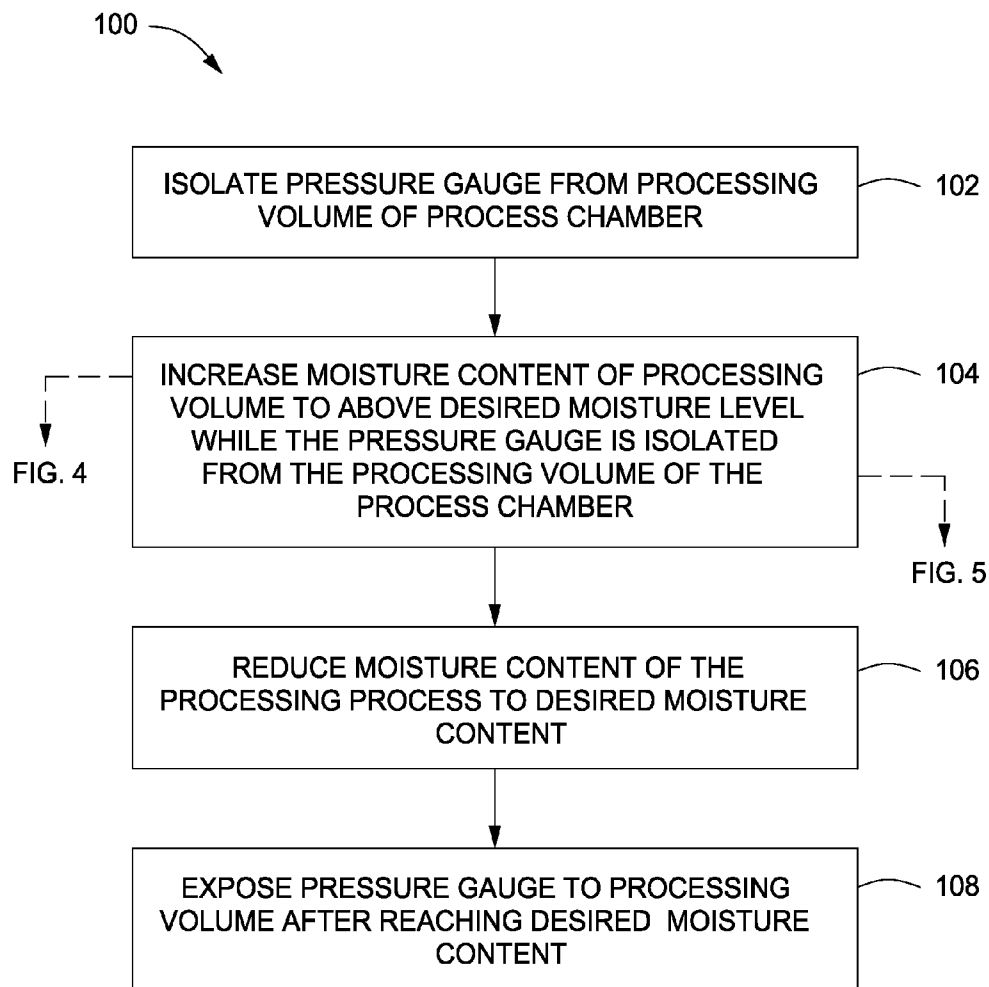 100
ISOLATE PRESSURE GAUGE FROM PROCESSING
VOLUME OF PROCESS CHAMBER
102
INCREASE MOISTURE CONTENT OF PROCESSING
VOLUME TO ABOVE DESIRED MOISTURE LEVEL
WHILE THE PRESSURE GAUGE IS ISOLATED
FROM THE PROCESSING VOLUME OF THE
PROCESS CHAMBER
104
FIG. 4
FIG. 5
REDUCE MOISTURE CONTENT OF THE
PROCESSING PROCESS TO DESIRED MOISTURE
CONTENT
106
EXPOSE PRESSURE GAUGE TO PROCESSING
VOLUME AFTER REACHING DESIRED MOISTURE
CONTENT
108